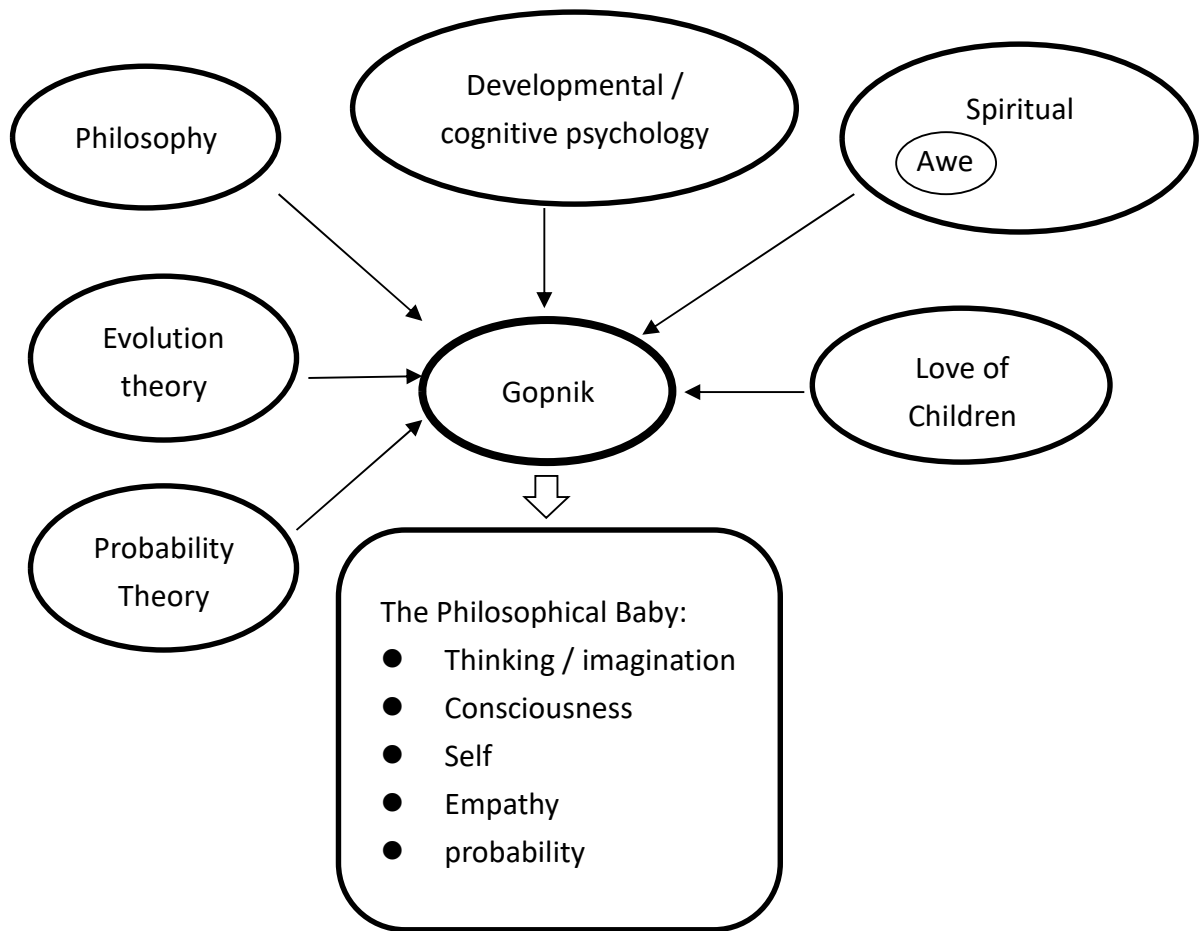 Philosophy
Developmental /
cognitive psychology
Spiritual
Awe
Evolution
theory
Gopnik
Love of
Children
Probability
Theory
The Philosophical Baby:
● Thinking / imagination
● Consciousness
● Self
● Empathy
● probability